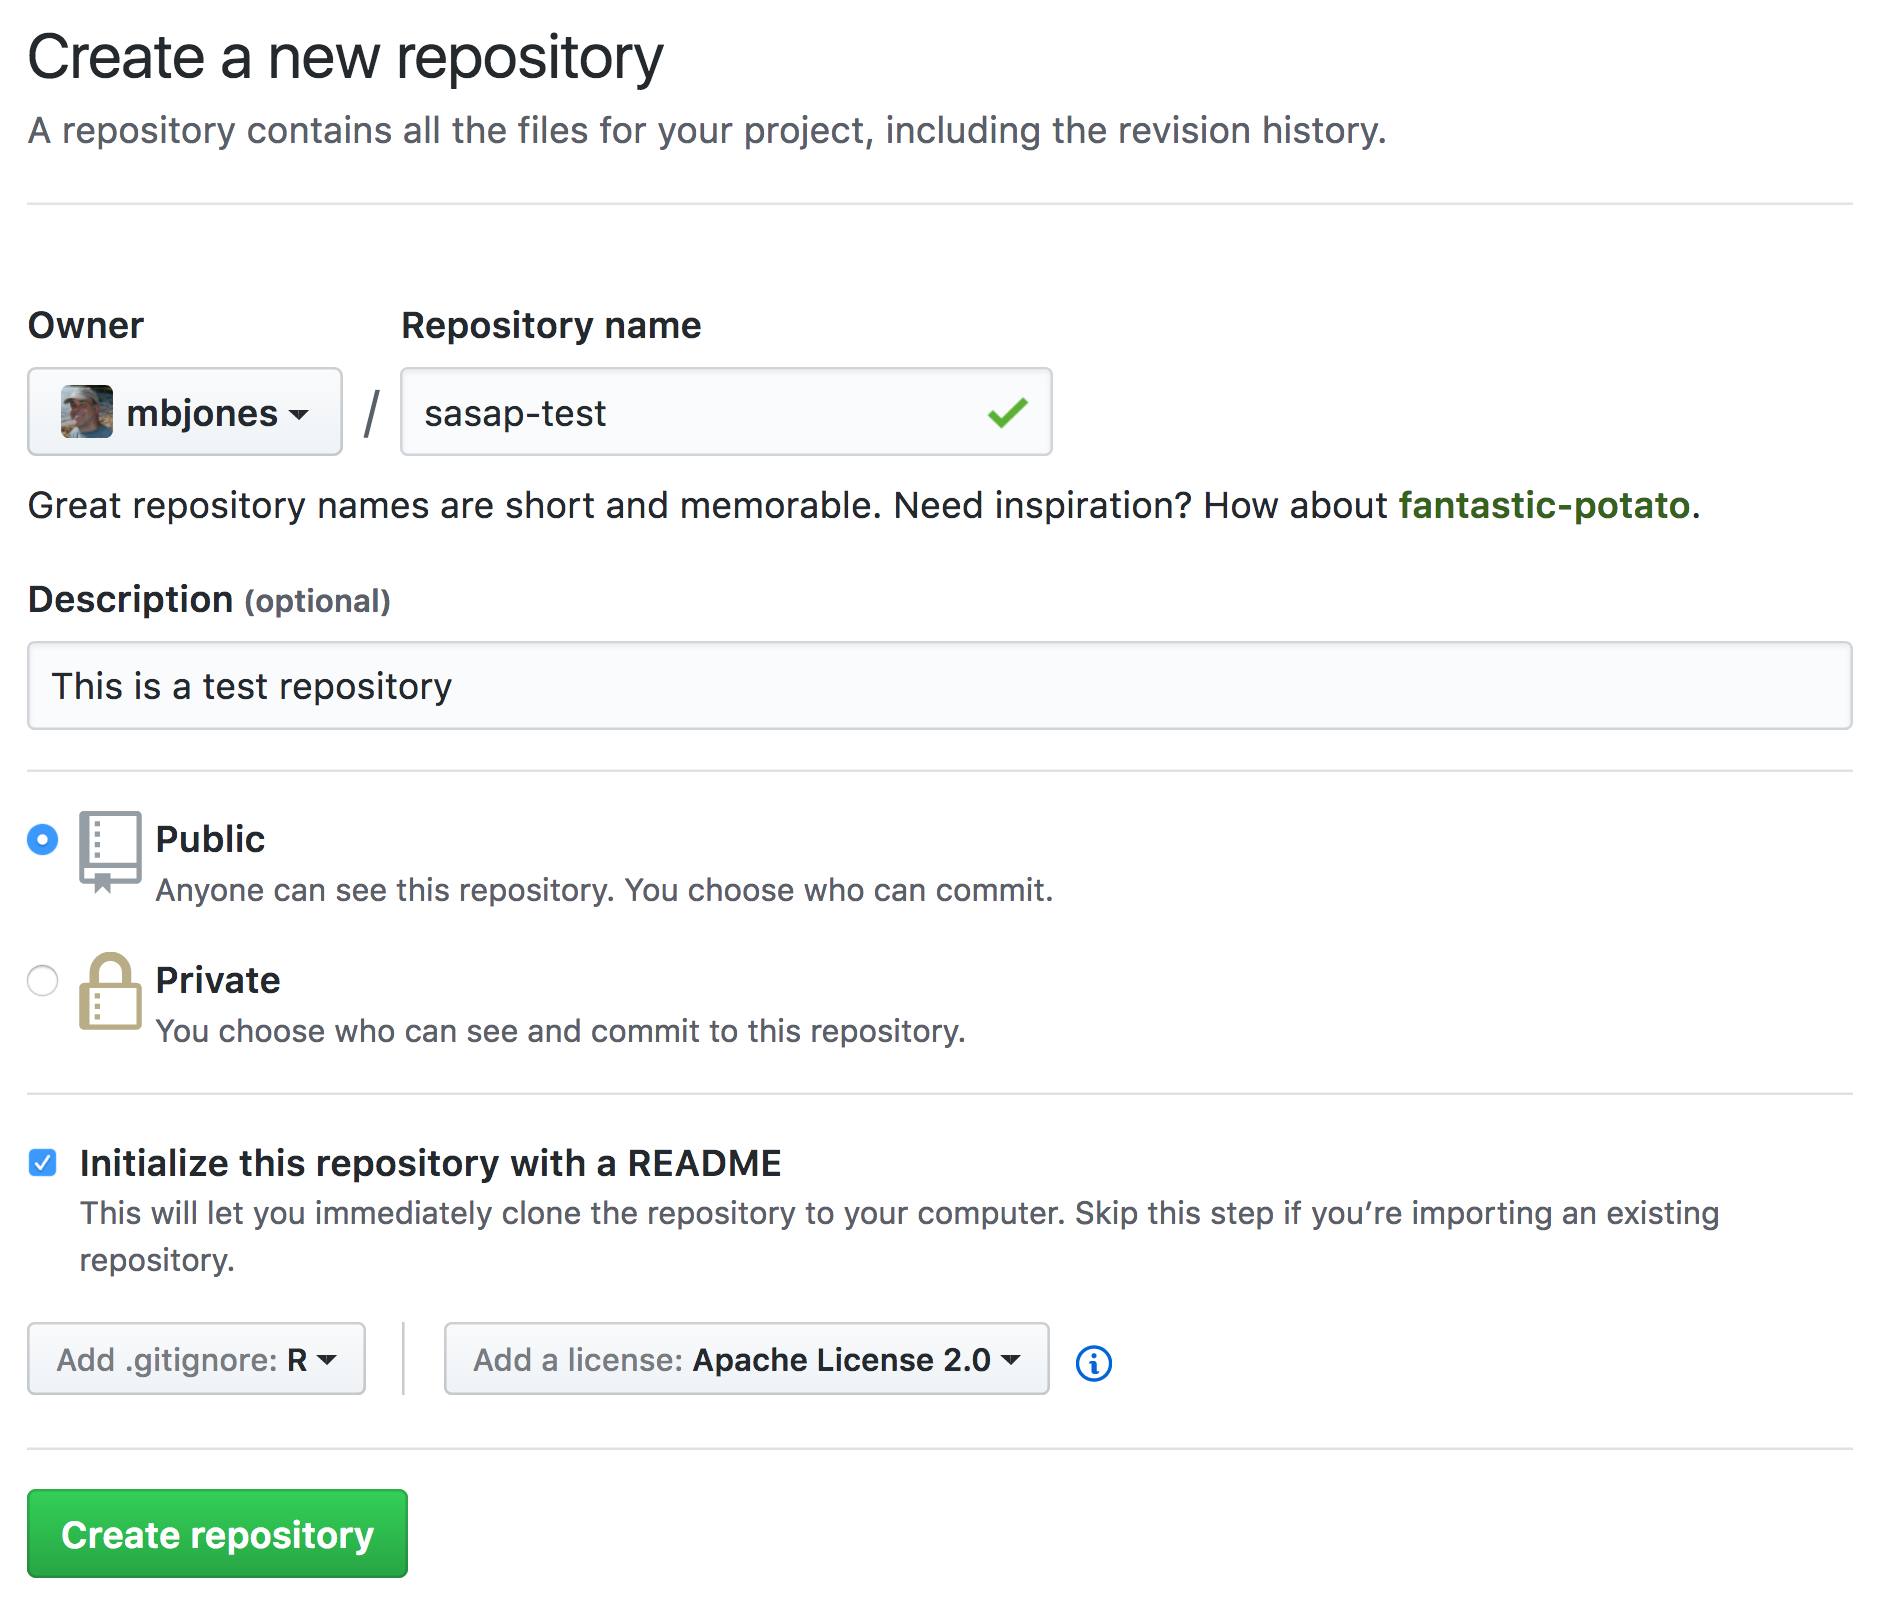 Create a new repository
A repository contains all the files for your project, including the revision history.
Owner
Repository name
mbjones
/
sasap-test
Great repository names are short and memorable. Need inspiration? How about fantastic-potato.
Description (optional)
This is a test repository
Public
Anyone can see this repository. You choose who can commit.
Private
You choose who can see and commit to this repository.
Initialize this repository with a README
This will let you immediately clone the repository to your computer. Skip this step if you’re importing an existing
repository.
Add .gitignore: R
Add a license: Apache License 2.0
Create repository